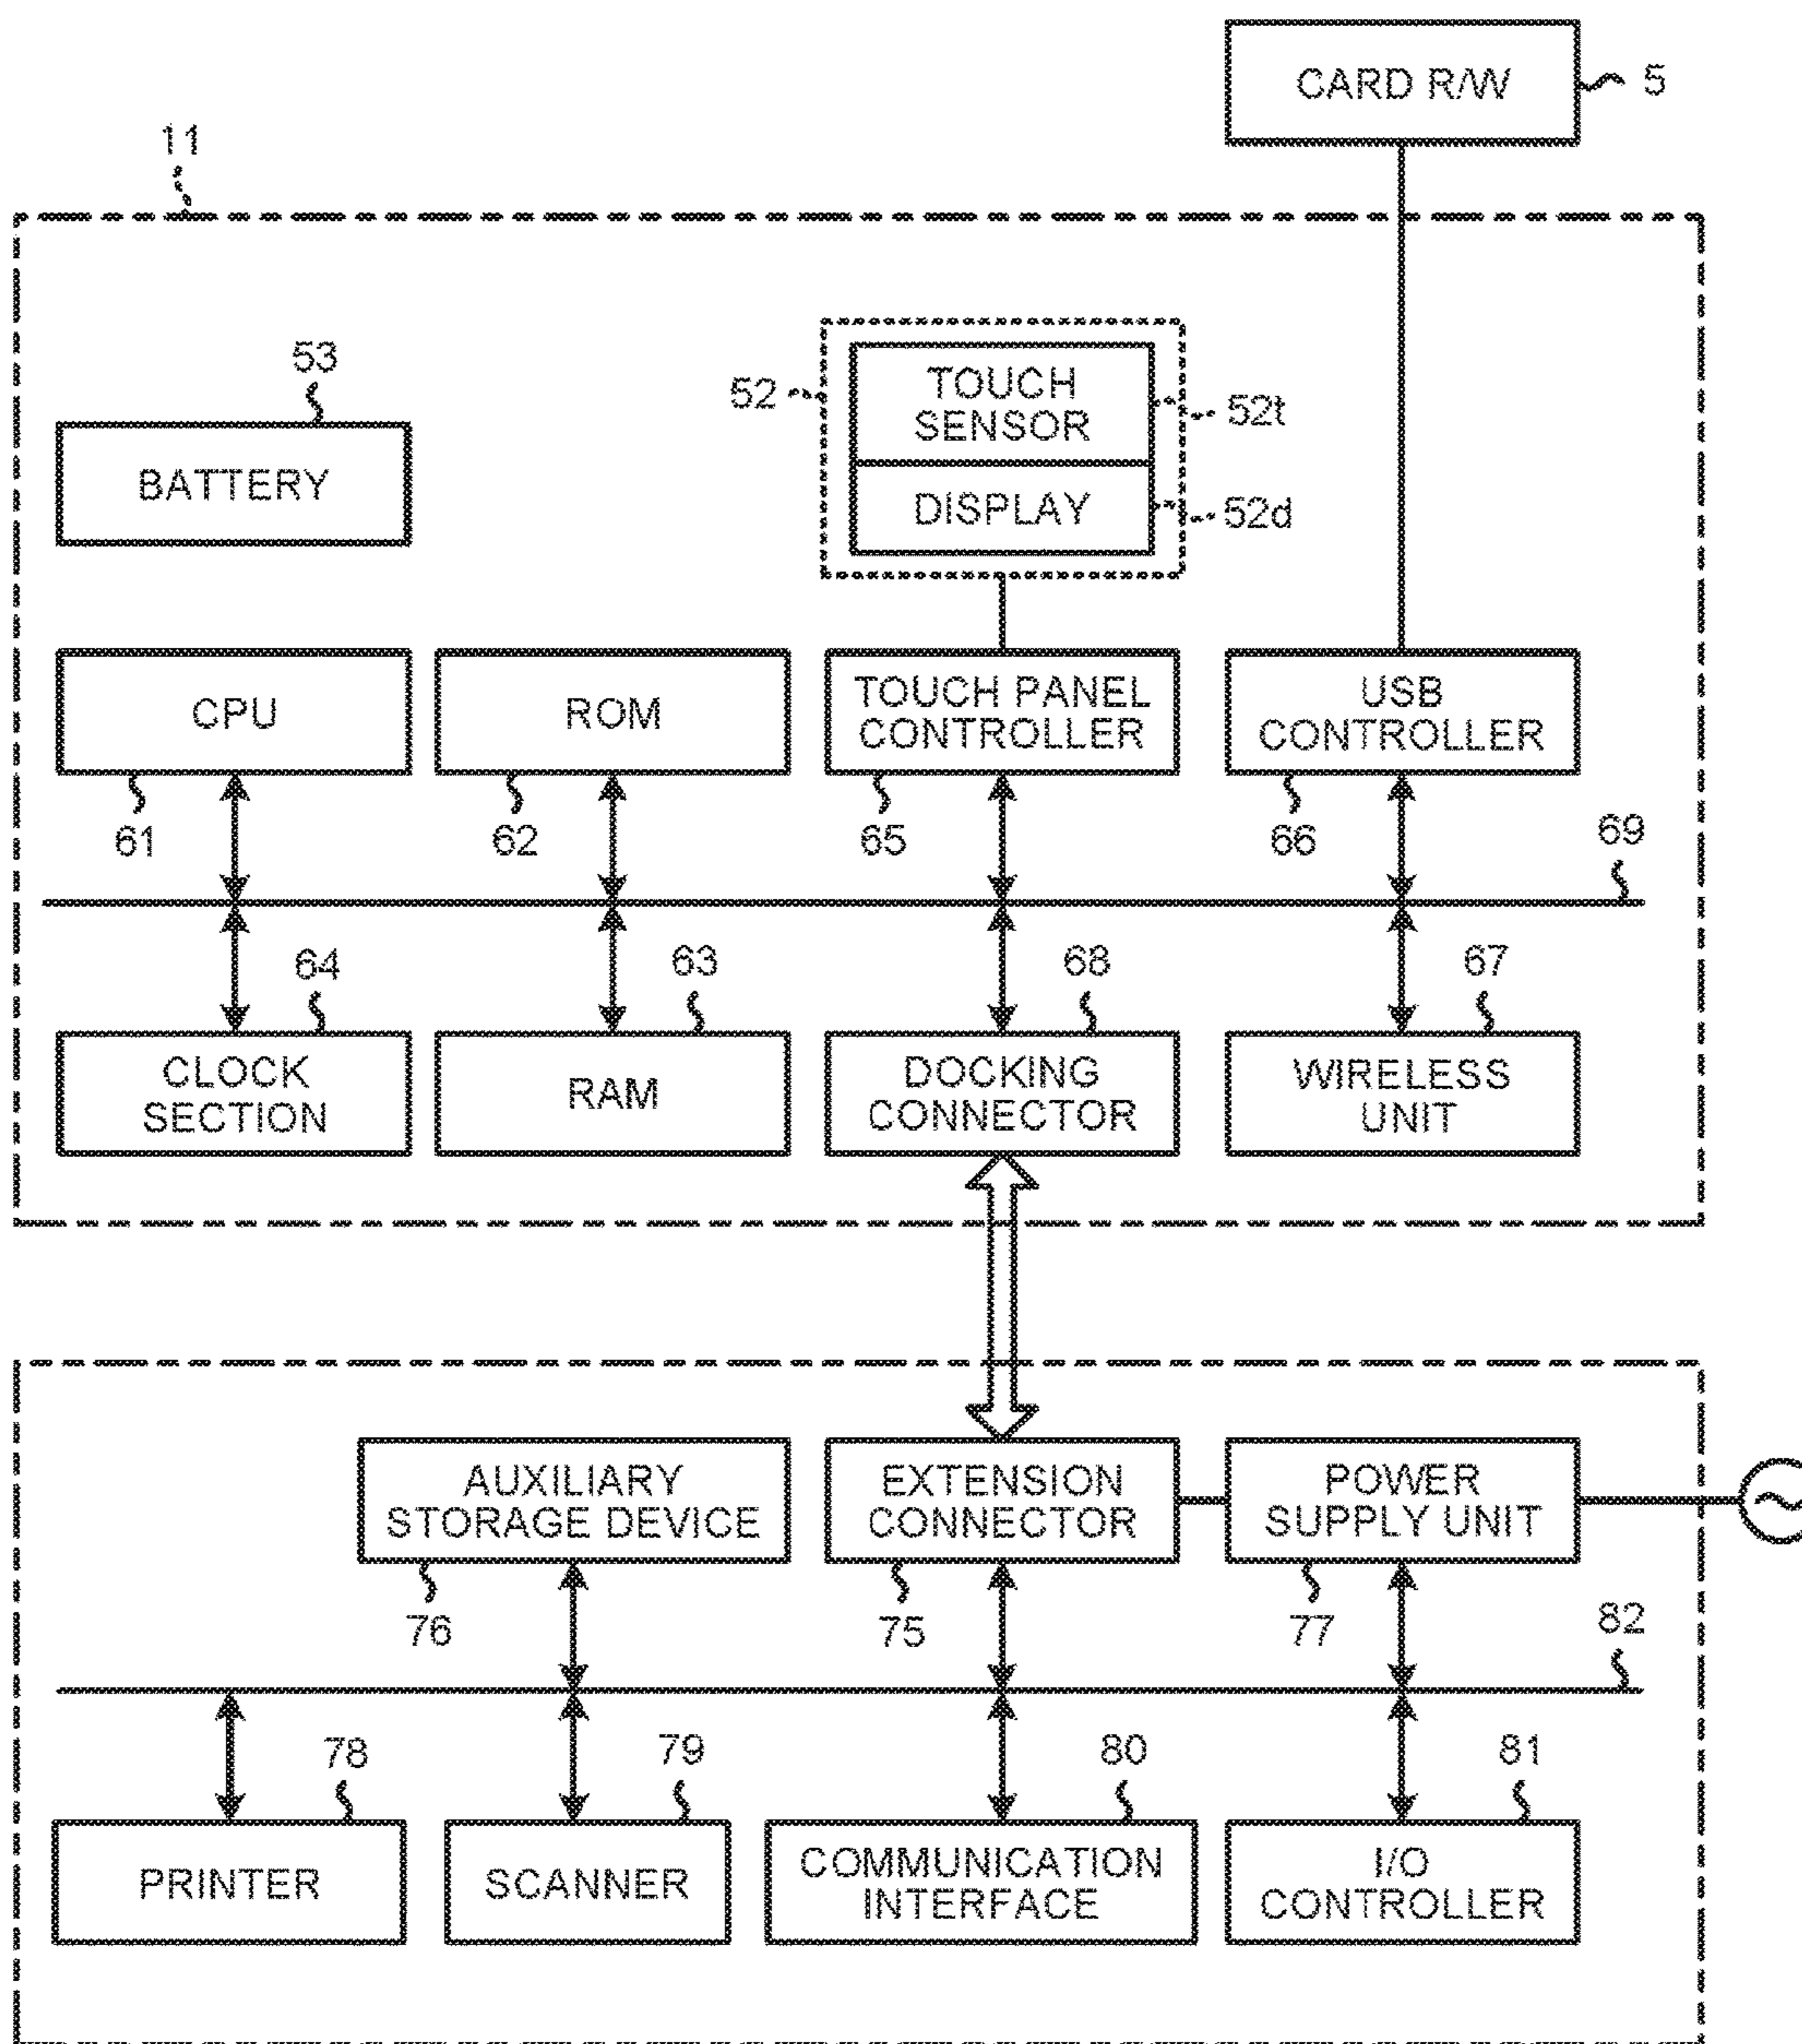 CARD R/W
5
11
53
BATTERY
52
TOUCH
SENSOR
52t
DISPLAY
52d
CPU
ROM
TOUCH PANEL
CONTROLLER
USB
CONTROLLER
61
62
65
66
69
64
63
68
67
CLOCK
SECTION
RAM
DOCKING
CONNECTOR
WIRELESS
UNIT
AUXILIARY
STORAGE DEVICE
EXTENSION
CONNECTOR
POWER
SUPPLY UNIT
76
75
77
82
78
79
80
81
PRINTER
SCANNER
COMMUNICATION
INTERFACE
I/O
CONTROLLER